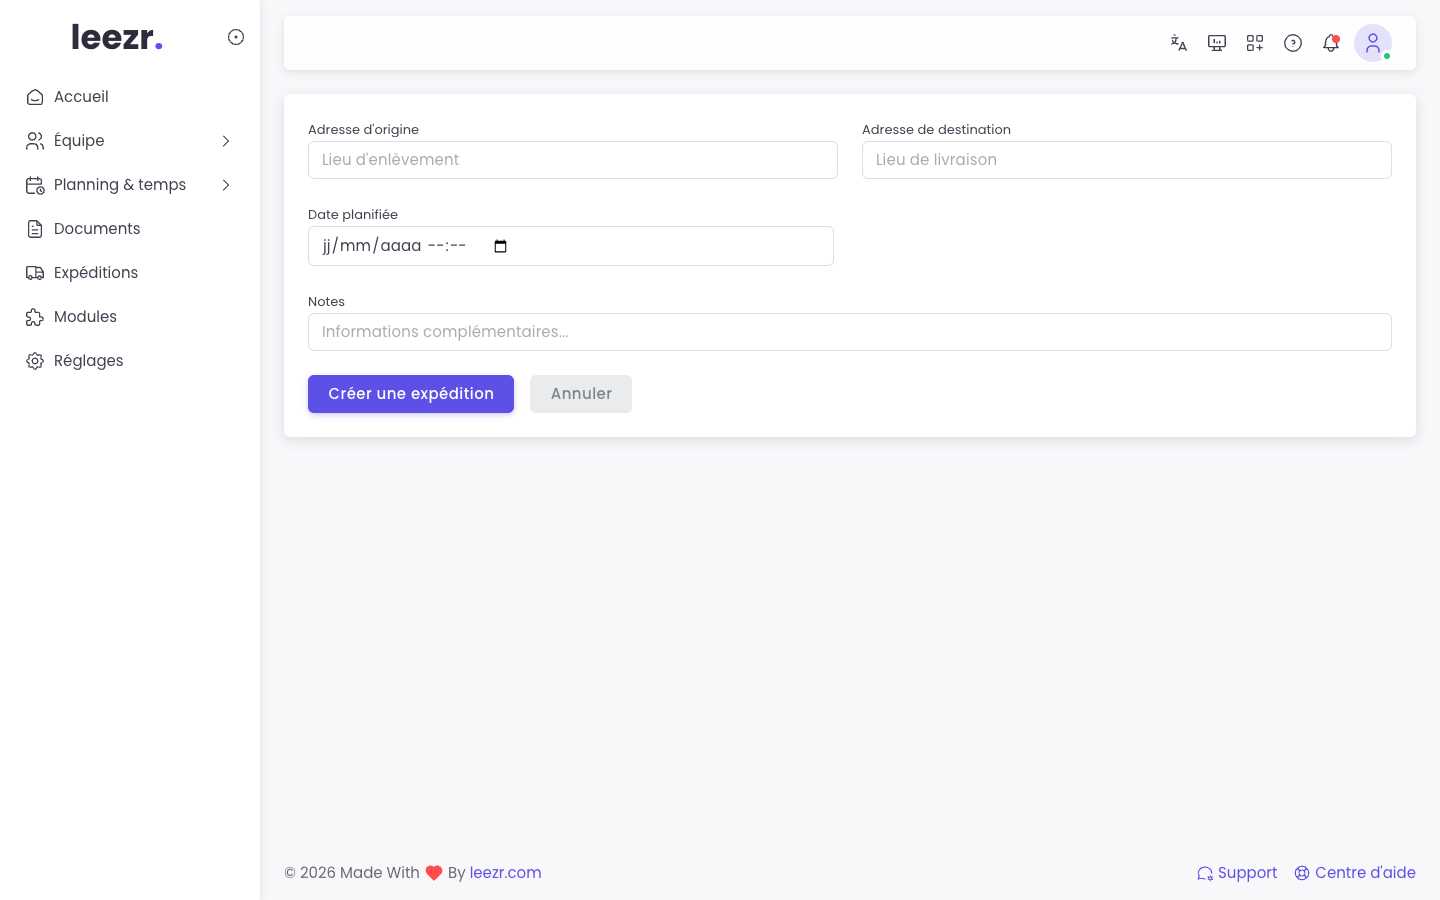 leezr.
Accueil
Équipe
Planning & temps
Documents
Expéditions
Modules
Réglages
Adresse d'origine
Lieu d'enlèvement
Adresse de destination
Lieu de livraison
Date planifiée
jj/mm/aaaa --:--
Notes
Informations complémentaires...
Créer une expédition
Annuler
© 2026 Made With By leezr.com
Support
Centre d'aide